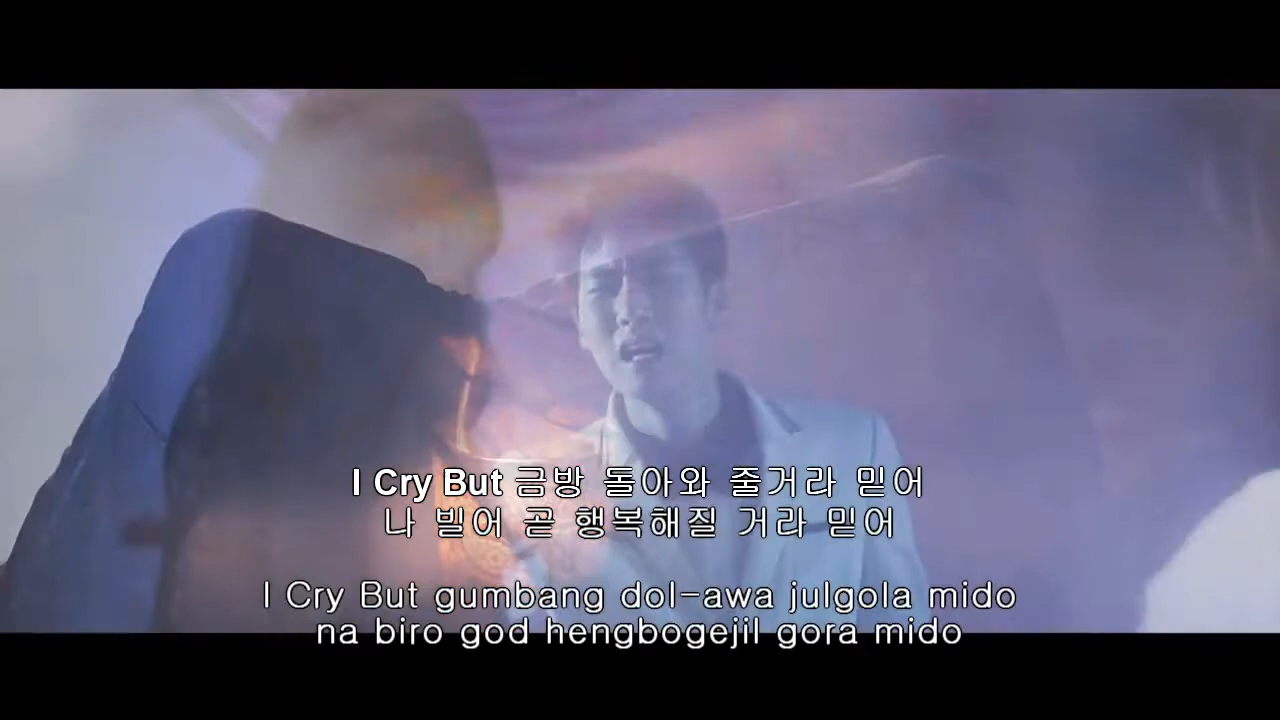 I Cry But 금방 돌아와 줄거라 믿어
나 빌어 곧 행복해질 거라 믿어
I Cry But gumbang dol-awa julgola mido
na biro god hengbogejil gora mido